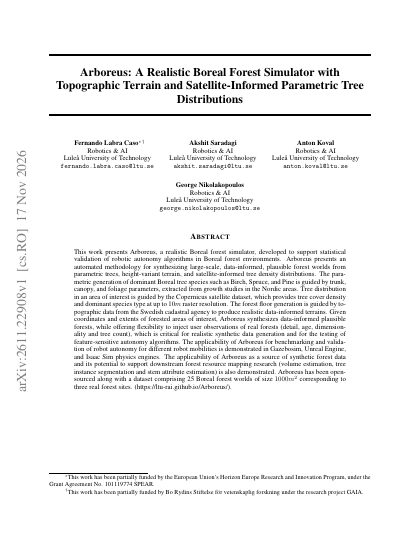 Arboreus: A Realistic Boreal Forest Simulator with
Topographic Terrain and Satellite-Informed Parametric Tree
Distributions
Fernando Labra Caso*†
Robotics & AI
Luleå University of Technology
fernando.labra.caso@ltu.se
Akshit Saradagi
Robotics & AI
Luleå University of Technology
akshit.saradagi@ltu.se
Anton Koval
Robotics & AI
Luleå University of Technology
anton.koval@ltu.se
George Nikolakopoulos
Robotics & AI
Luleå University of Technology
george.nikolakopoulos@ltu.se
ABSTRACT
This work presents Arboreus, a realistic Boreal forest simulator, developed to support statistical
validation of robotic autonomy algorithms in Boreal forest environments. Arboreus presents an
automated methodology for synthesizing large-scale, data-informed, plausible forest worlds from
parametric trees, height-variant terrain, and satellite-informed tree density distributions. The para-
metric generation of dominant Boreal tree species such as Birch, Spruce, and Pine is guided by trunk,
canopy, and foliage parameters, extracted from growth studies in the Nordic areas. Tree distribution
in an area of interest is guided by the Copernicus satellite dataset, which provides tree cover density
and dominant species type at up to 10m raster resolution. The forest floor generation is guided by to-
pographic data from the Swedish cadastral agency to produce realistic data-informed terrains. Given
coordinates and extents of forested areas of interest, Arboreus synthesizes data-informed plausible
forests, while offering flexibility to inject user observations of real forests (detail, age, dimension-
ality and tree count), which is critical for realistic synthetic data generation and for the testing of
feature-sensitive autonomy algorithms. The applicability of Arboreus for benchmarking and valida-
tion of robot autonomy for different robot mobilities is demonstrated in Gazebosim, Unreal Engine,
and Isaac Sim physics engines. The applicability of Arboreus as a source of synthetic forest data
and its potential to support downstream forest resource mapping research (volume estimation, tree
instance segmentation and stem attribute estimation) is also demonstrated. Arboreus has been open-
sourced along with a dataset comprising 25 Boreal forest worlds of size 1000m² corresponding to
three real forest sites. (https://ltu-rai.github.io/Arboreus/).
*This work has been partially funded by the European Union's Horizon Europe Research and Innovation Program, under the
Grant Agreement No. 101119774 SPEAR.
†This work has been partially funded by Bo Rydins Stiftelse för vetenskaplig forskning under the research project GAIA.
arXiv:2611.22908v1 [cs.RO] 17 Nov 2026